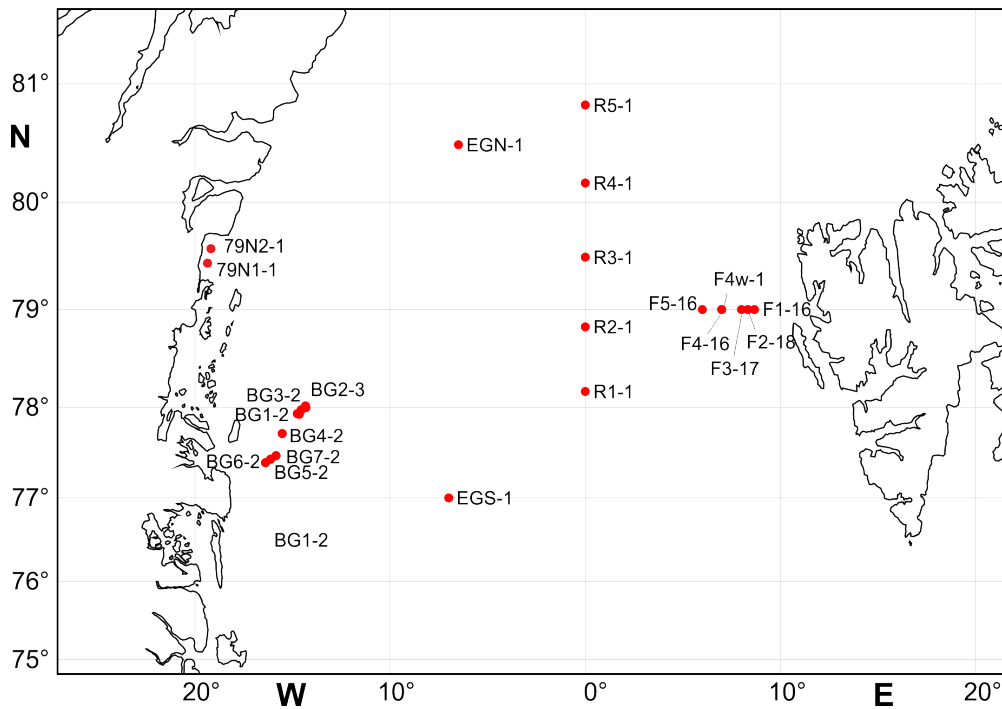 81°
R5-1
N
EGN-1
R4-1
80°
79N2-1
R3-1
79N1-1
F4w-1
F5-16
F1-16
79°
R2-1
F4-16
F2-18
F3-17
BG3-2
BG2-3
R1-1
78°
BG1-2
BG4-2
BG6-2
BG7-2
BG5-2
77°
EGS-1
BG1-2
76°
75°
20°
W
10°
0°
10°
E
20°